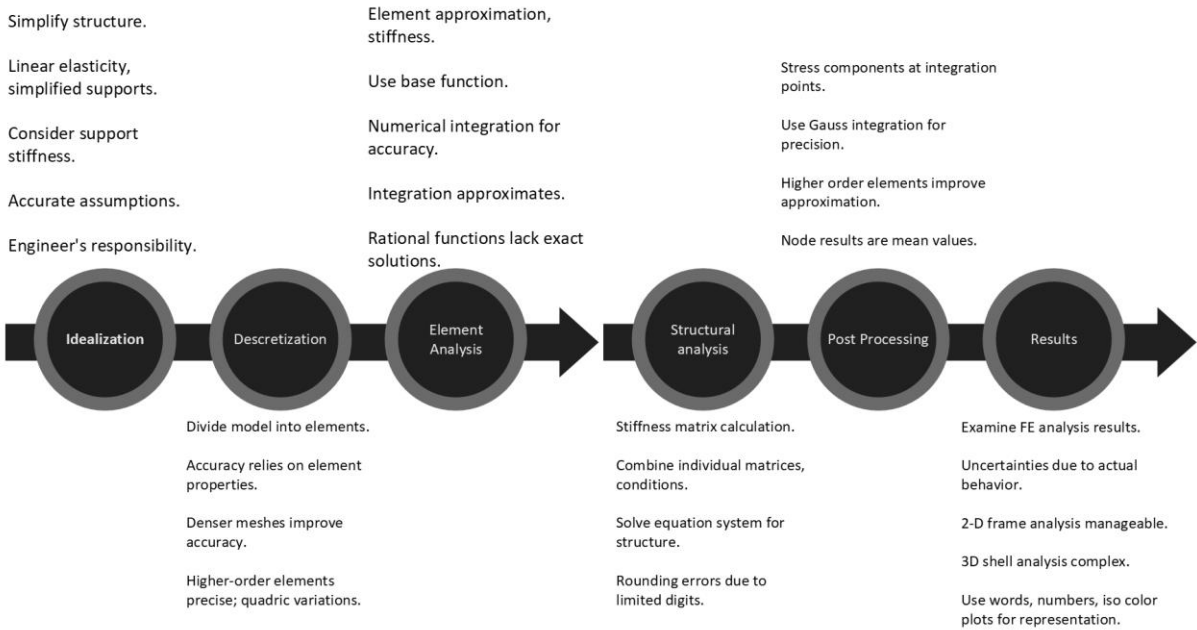 Simplify structure.
Linear elasticity,
simplified supports.
Consider support
stiffness.
Accurate assumptions.
Engineer's responsibility.
Element approximation,
stiffness.
Use base function.
Numerical integration for
accuracy.
Integration approximates.
Rational functions lack exact
solutions.
Stress components at integration
points.
Use Gauss integration for
precision.
Higher order elements improve
approximation.
Node results are mean values.
Idealization
Descretization
Element
Analysis
Structural
analysis
Post Processing
Results
Divide model into elements.
Accuracy relies on element
properties.
Denser meshes improve
accuracy.
Higher-order elements
precise; quadric variations.
Stiffness matrix calculation.
Combine individual matrices,
conditions.
Solve equation system for
structure.
Rounding errors due to
limited digits.
Examine FE analysis results.
Uncertainties due to actual
behavior.
2-D frame analysis manageable.
3D shell analysis complex.
Use words, numbers, iso color
plots for representation.